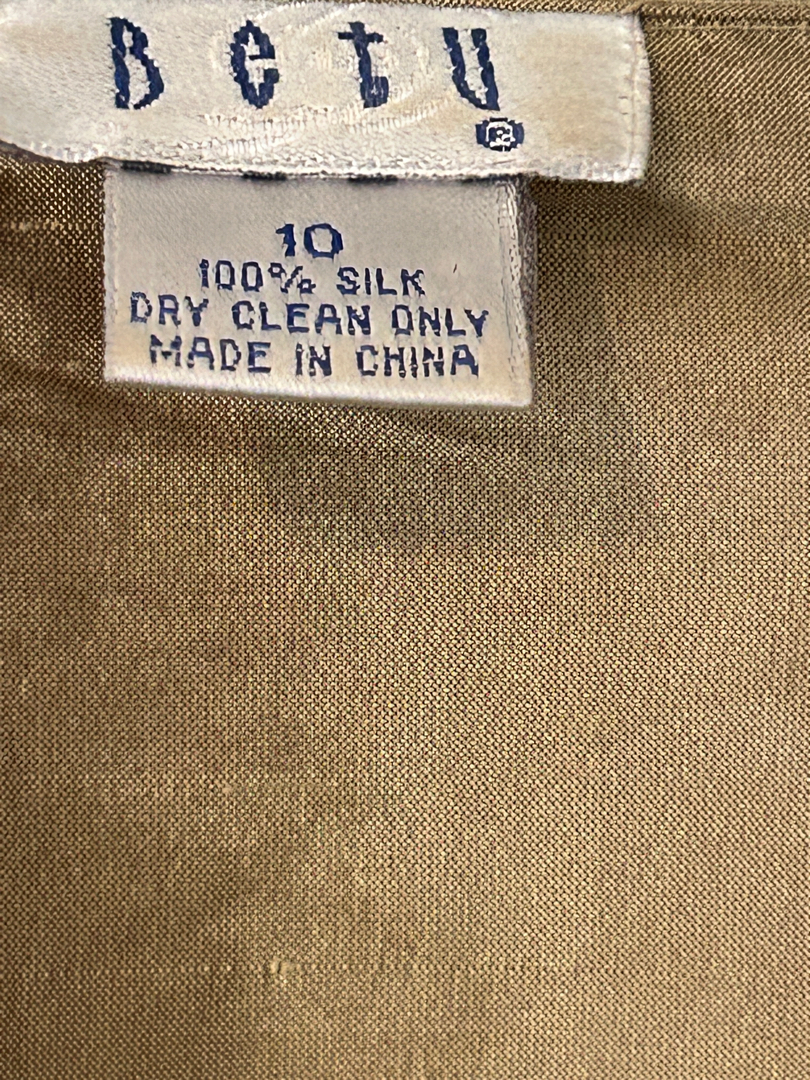 Betu®
10
100% SILK
DRY CLEAN ONLY
MADE IN CHINA